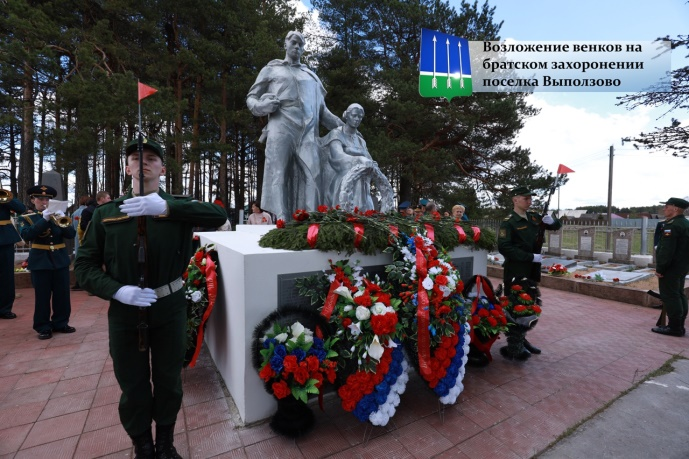 Возложение венков на
братском захоронении
поселка Выползово